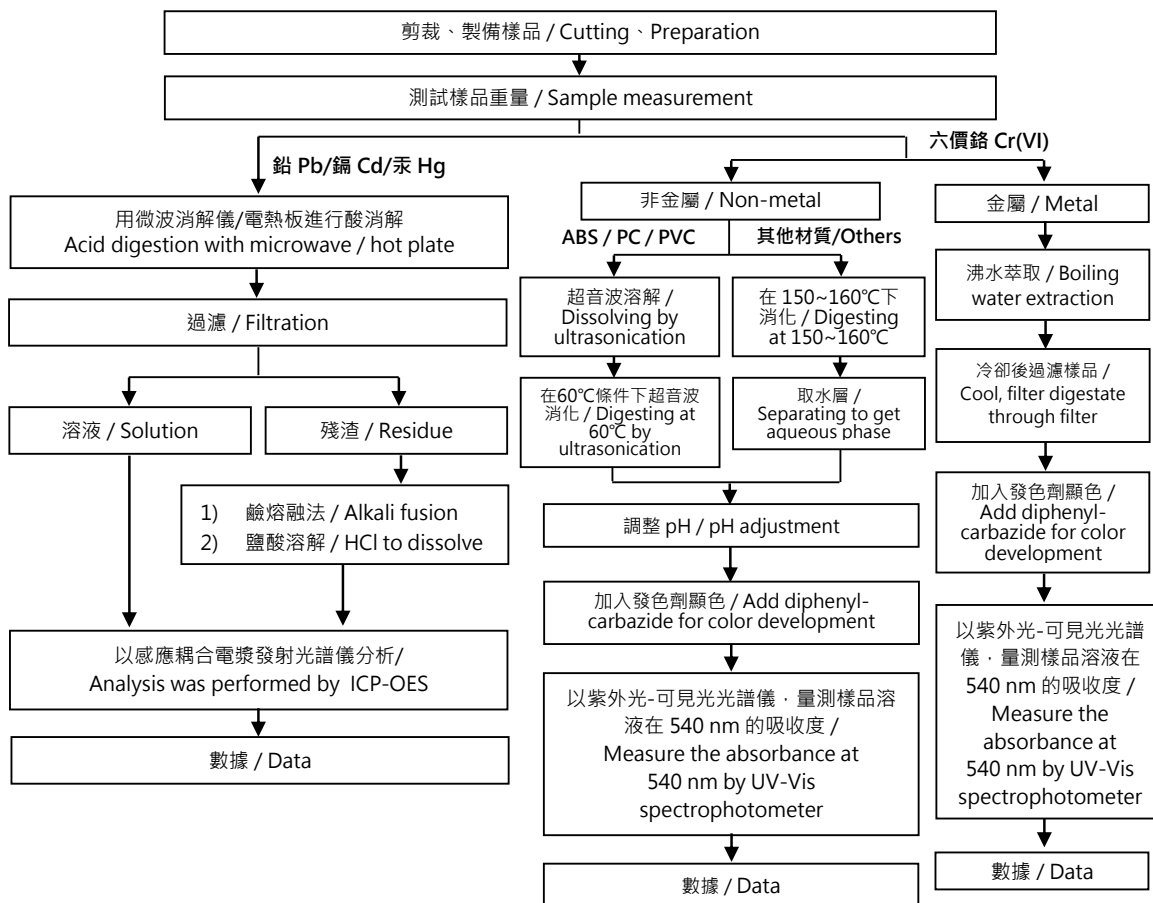 剪裁、製備樣品 / Cutting、Preparation
測試樣品重量 / Sample measurement
鉛 Pb/鎘 Cd/汞 Hg
六價鉻 Cr(VI)
用微波消解儀/電熱板進行酸消解
Acid digestion with microwave / hot plate
過濾 / Filtration
溶液 / Solution
殘渣 / Residue
1) 鹼熔融法 / Alkali fusion
2) 鹽酸溶解 / HCl to dissolve
以感應耦合電漿發射光譜儀分析/
Analysis was performed by ICP-OES
數據 / Data
非金屬 / Non-metal
ABS / PC / PVC
其他材質/Others
超音波溶解 /
Dissolving by
ultrasonication
在60℃條件下超音波
消化 / Digesting at
60℃ by
ultrasonication
在 150~160℃下
消化 / Digesting
at 150~160℃
取水層 /
Separating to get
aqueous phase
調整 pH / pH adjustment
加入發色劑顯色 / Add diphenyl-
carbazide for color development
以紫外光-可見光光譜儀，量測樣品溶
液在 540 nm 的吸收度 /
Measure the absorbance at
540 nm by UV-Vis
spectrophotometer
數據 / Data
金屬 / Metal
沸水萃取 / Boiling
water extraction
冷卻後過濾樣品 /
Cool, filter digestate
through filter
加入發色劑顯色 /
Add diphenyl-
carbazide for color
development
以紫外光-可見光光譜
儀，量測樣品溶液在
540 nm 的吸收度 /
Measure the
absorbance at
540 nm by UV-Vis
spectrophotometer
數據 / Data